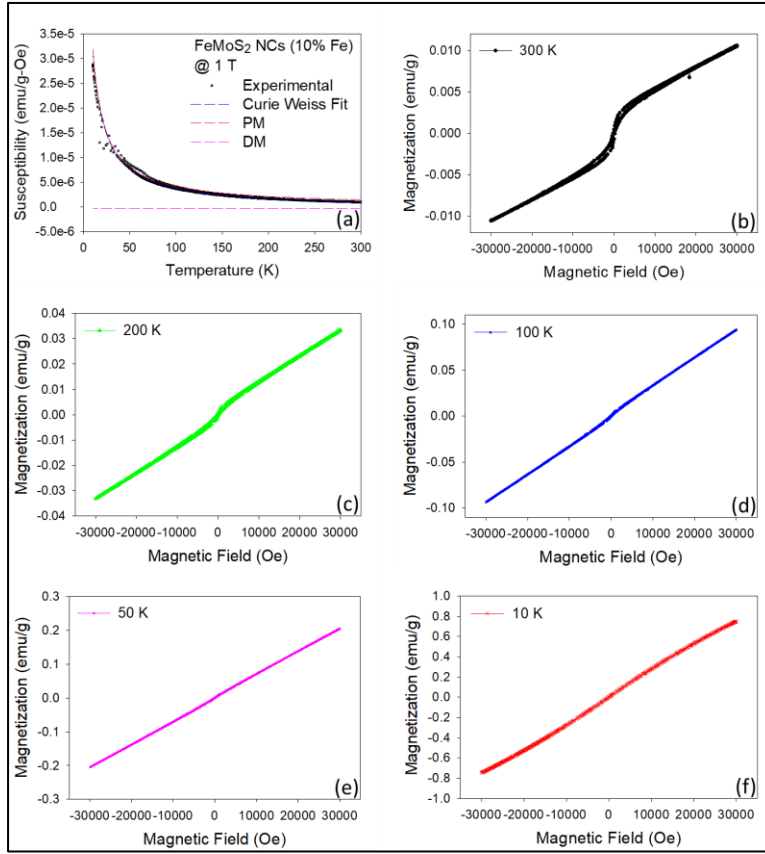 FeMoS₂ NCs (10% Fe)
@ 1 T
Experimental
Curie Weiss Fit
PM
DM
3.5e-5
3.0e-5
2.5e-5
2.0e-5
1.5e-5
1.0e-5
5.0e-6
0.0
-5.0e-6
Susceptibility (emu/g-Oe)
0 50 100 150 200 250 300
Temperature (K)
(a)
300 K
0.010
0.005
0.000
-0.005
-0.010
Magnetization (emu/g)
-30000 -20000 -10000 0 10000 20000 30000
Magnetic Field (Oe)
(b)
200 K
0.04
0.03
0.02
0.01
0.00
-0.01
-0.02
-0.03
-0.04
Magnetization (emu/g)
-30000 -20000 -10000 0 10000 20000 30000
Magnetic Field (Oe)
(c)
100 K
0.10
0.05
0.00
-0.05
-0.10
Magnetization (emu/g)
-30000 -20000 -10000 0 10000 20000 30000
Magnetic Field (Oe)
(d)
50 K
0.3
0.2
0.1
0.0
-0.1
-0.2
-0.3
Magnetization (emu/g)
-30000 -20000 -10000 0 10000 20000 30000
Magnetic Field (Oe)
(e)
10 K
1.0
0.8
0.6
0.4
0.2
0.0
-0.2
-0.4
-0.6
-0.8
-1.0
Magnetization (emu/g)
-30000 -20000 -10000 0 10000 20000 30000
Magnetic Field (Oe)
(f)